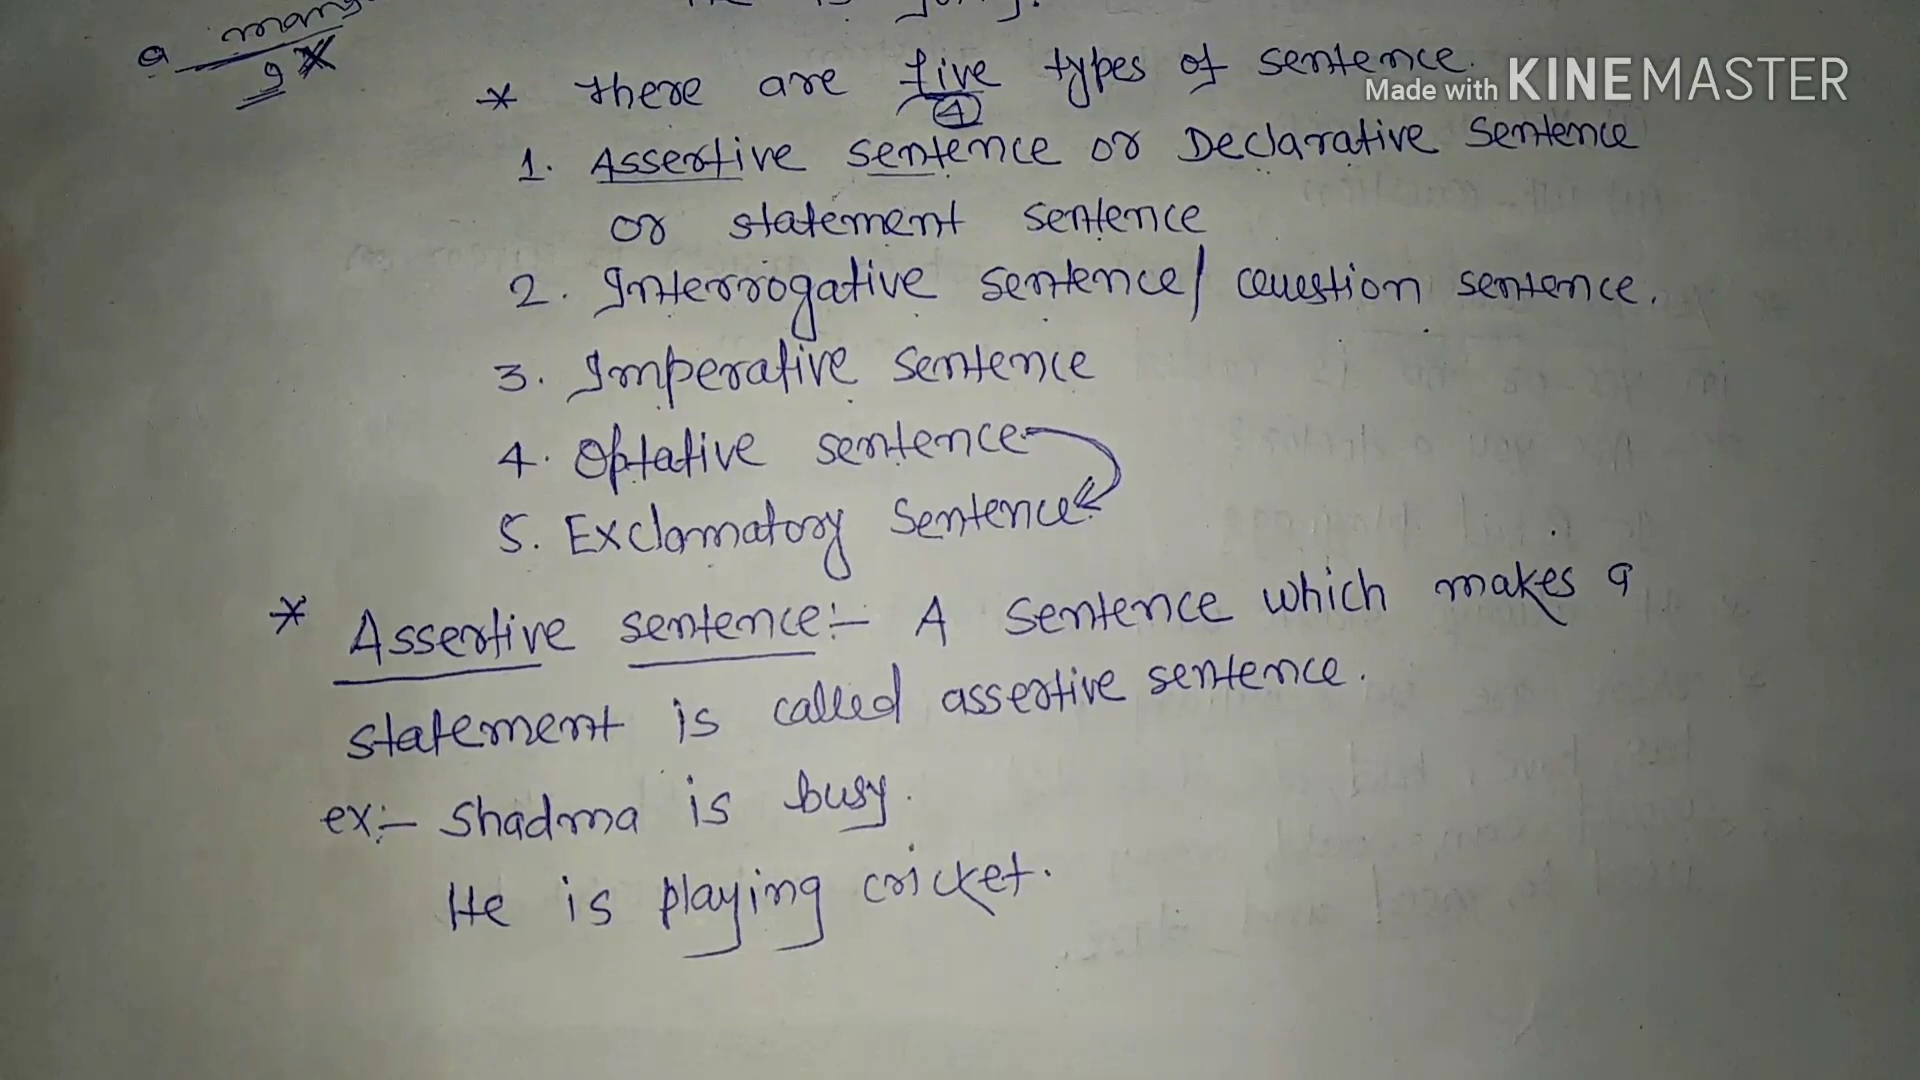 a man
g X
* There are five types of sentence.
4
Made with KINEMASTER
1. Assertive sentence or Declarative sentence
or statement sentence
2. Interrogative sentence/ Question sentence.
3. Imperative sentence
4. Optative sentence
5. Exclamatory sentence
* Assertive sentence:- A sentence which makes a
statement is called assertive sentence.
ex:- Shadma is busy.
He is playing cricket.